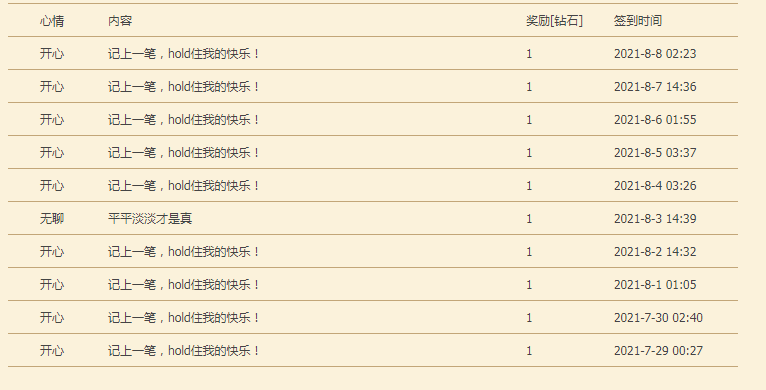 心情 内容 奖励[钻石] 签到时间
开心 记上一笔，hold住我的快乐！ 1 2021-8-8 02:23
开心 记上一笔，hold住我的快乐！ 1 2021-8-7 14:36
开心 记上一笔，hold住我的快乐！ 1 2021-8-6 01:55
开心 记上一笔，hold住我的快乐！ 1 2021-8-5 03:37
开心 记上一笔，hold住我的快乐！ 1 2021-8-4 03:26
无聊 平平淡淡才是真 1 2021-8-3 14:39
开心 记上一笔，hold住我的快乐！ 1 2021-8-2 14:32
开心 记上一笔，hold住我的快乐！ 1 2021-8-1 01:05
开心 记上一笔，hold住我的快乐！ 1 2021-7-30 02:40
开心 记上一笔，hold住我的快乐！ 1 2021-7-29 00:27